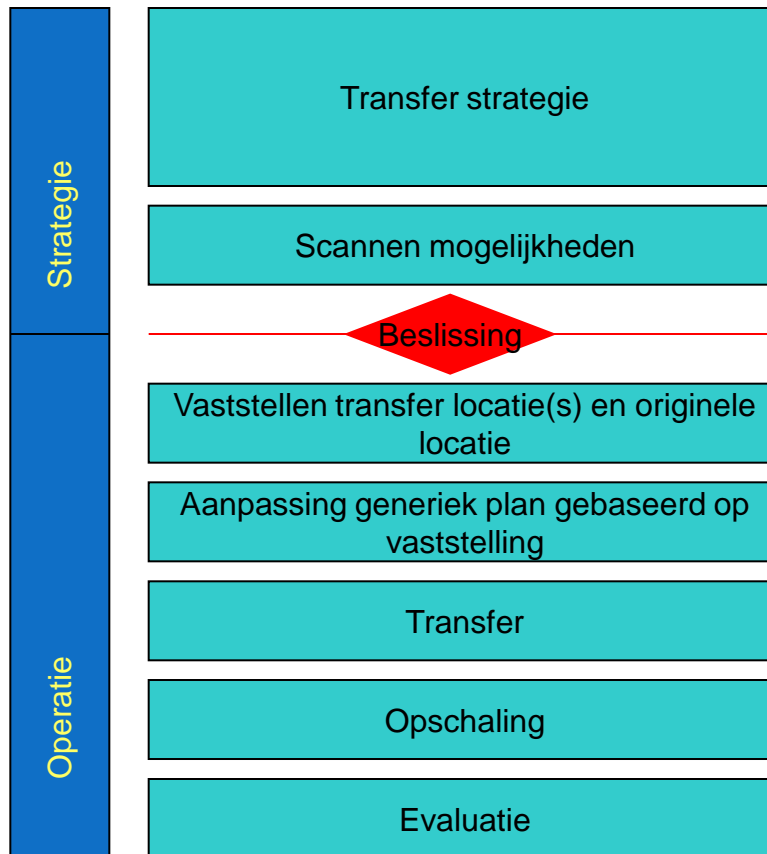 Strategie
Transfer strategie
Scannen mogelijkheden
Beslissing
Operatie
Vaststellen transfer locatie(s) en originele
locatie
Aanpassing generiek plan gebaseerd op
vaststelling
Transfer
Opschaling
Evaluatie